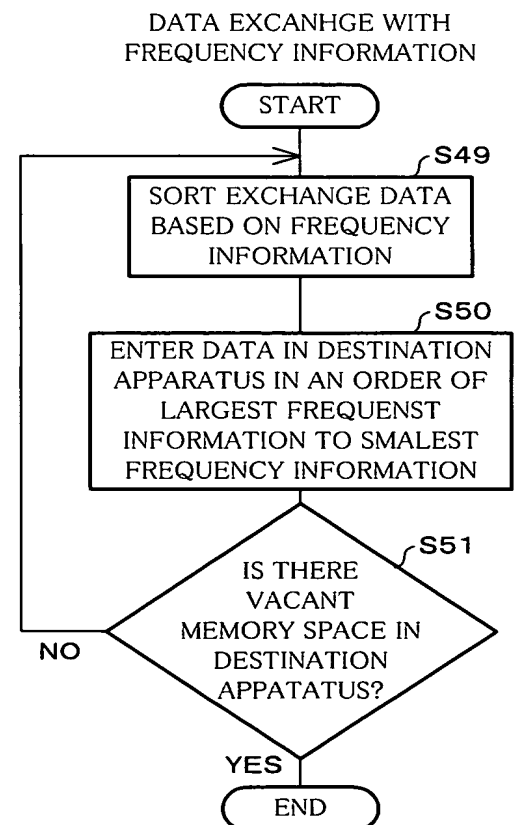 DATA EXCANHGE WITH
FREQUENCY INFORMATION
START
S49
SORT EXCHANGE DATA
BASED ON FREQUENCY
INFORMATION
S50
ENTER DATA IN DESTINATION
APPARATUS IN AN ORDER OF
LARGEST FREQUENST
INFORMATION TO SMALEST
FREQUENCY INFORMATION
S51
IS THERE
VACANT
MEMORY SPACE IN
DESTINATION
APPATATUS?
NO
YES
END